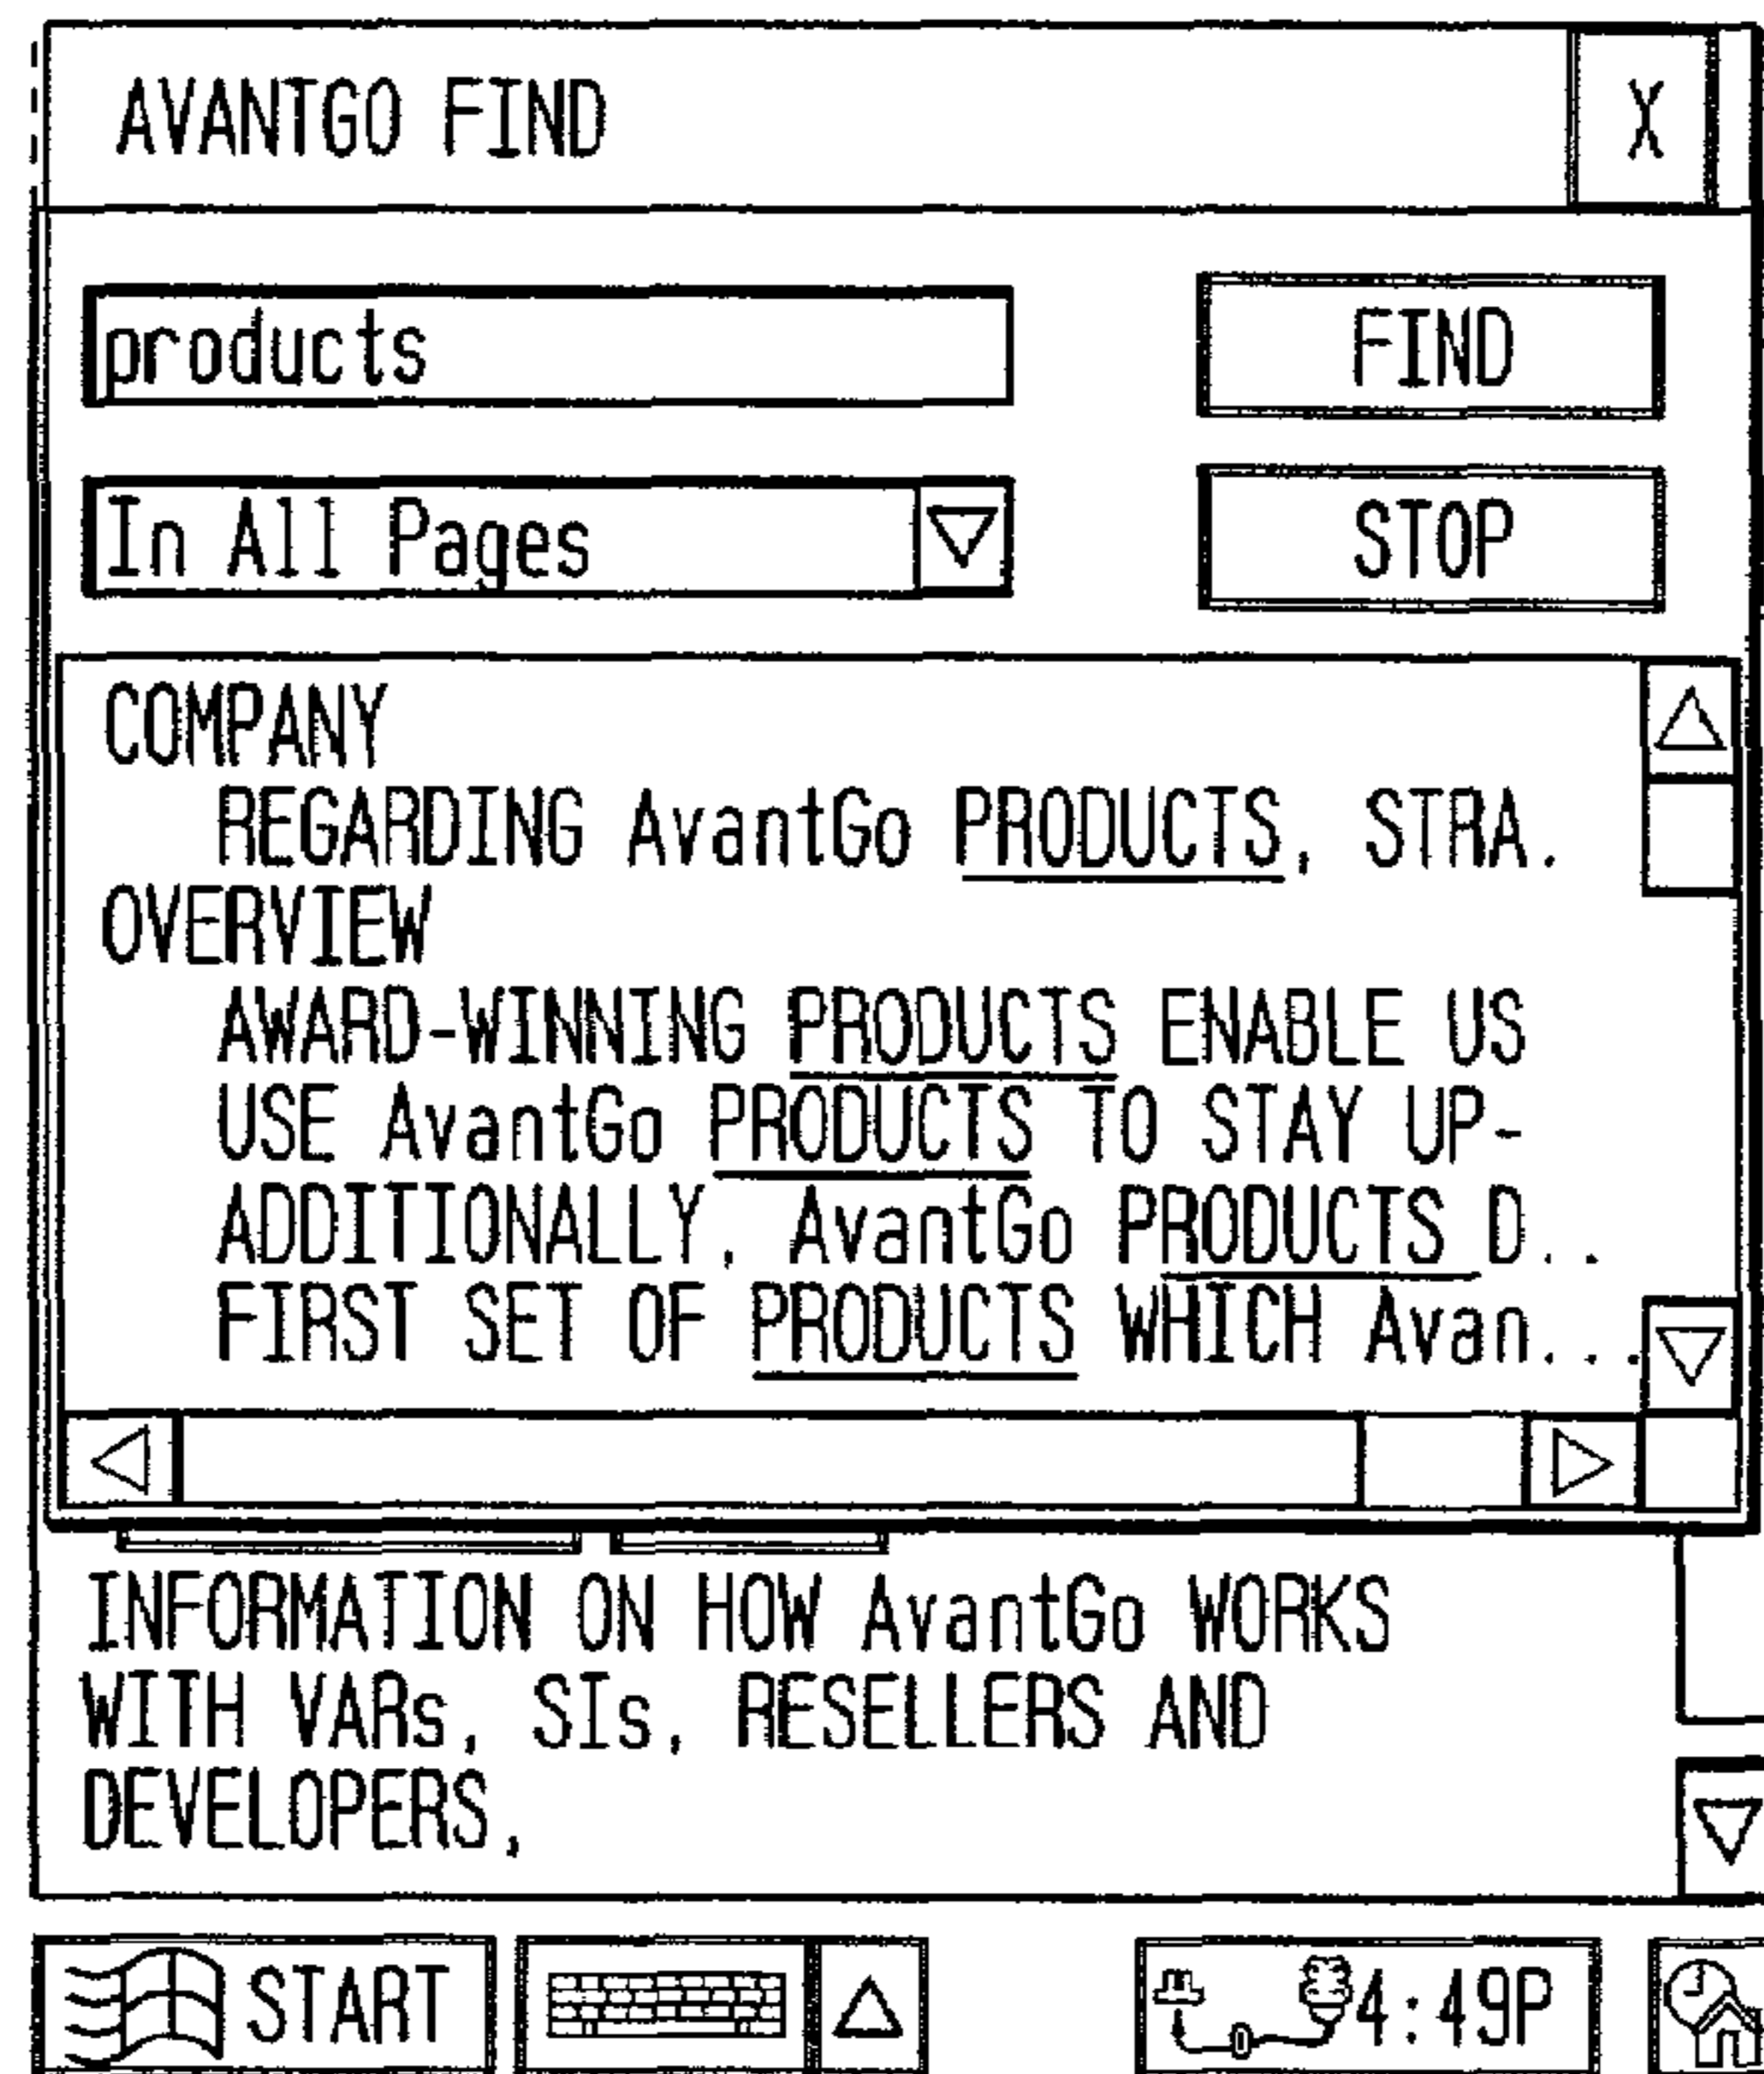 AVANTGO FIND X
products FIND
In All Pages STOP
COMPANY
REGARDING AvantGo PRODUCTS, STRA.
OVERVIEW
AWARD-WINNING PRODUCTS ENABLE US
USE AvantGo PRODUCTS TO STAY UP-
ADDITIONALLY, AvantGo PRODUCTS D..
FIRST SET OF PRODUCTS WHICH Avan...
INFORMATION ON HOW AvantGo WORKS
WITH VARs, SIs, RESELLERS AND
DEVELOPERS,
START 4:49P